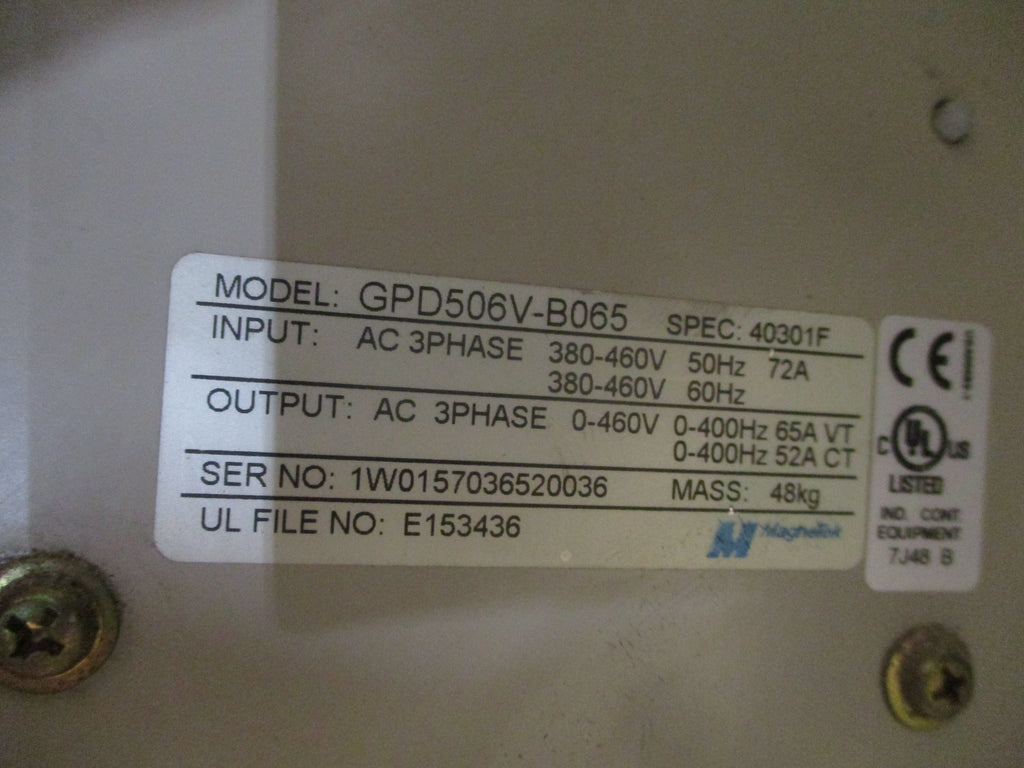 MODEL: GPD506V-B065 SPEC: 40301F
INPUT: AC 3PHASE 380-460V 50Hz 72A
380-460V 60Hz
OUTPUT: AC 3PHASE 0-460V 0-400Hz 65A VT
0-400Hz 52A CT
SER NO: 1W0157036520036 MASS: 48kg
UL FILE NO: E153436
MagneTek
CE
C UL US
LISTED
IND. CONT.
EQUIPMENT
7J48 B